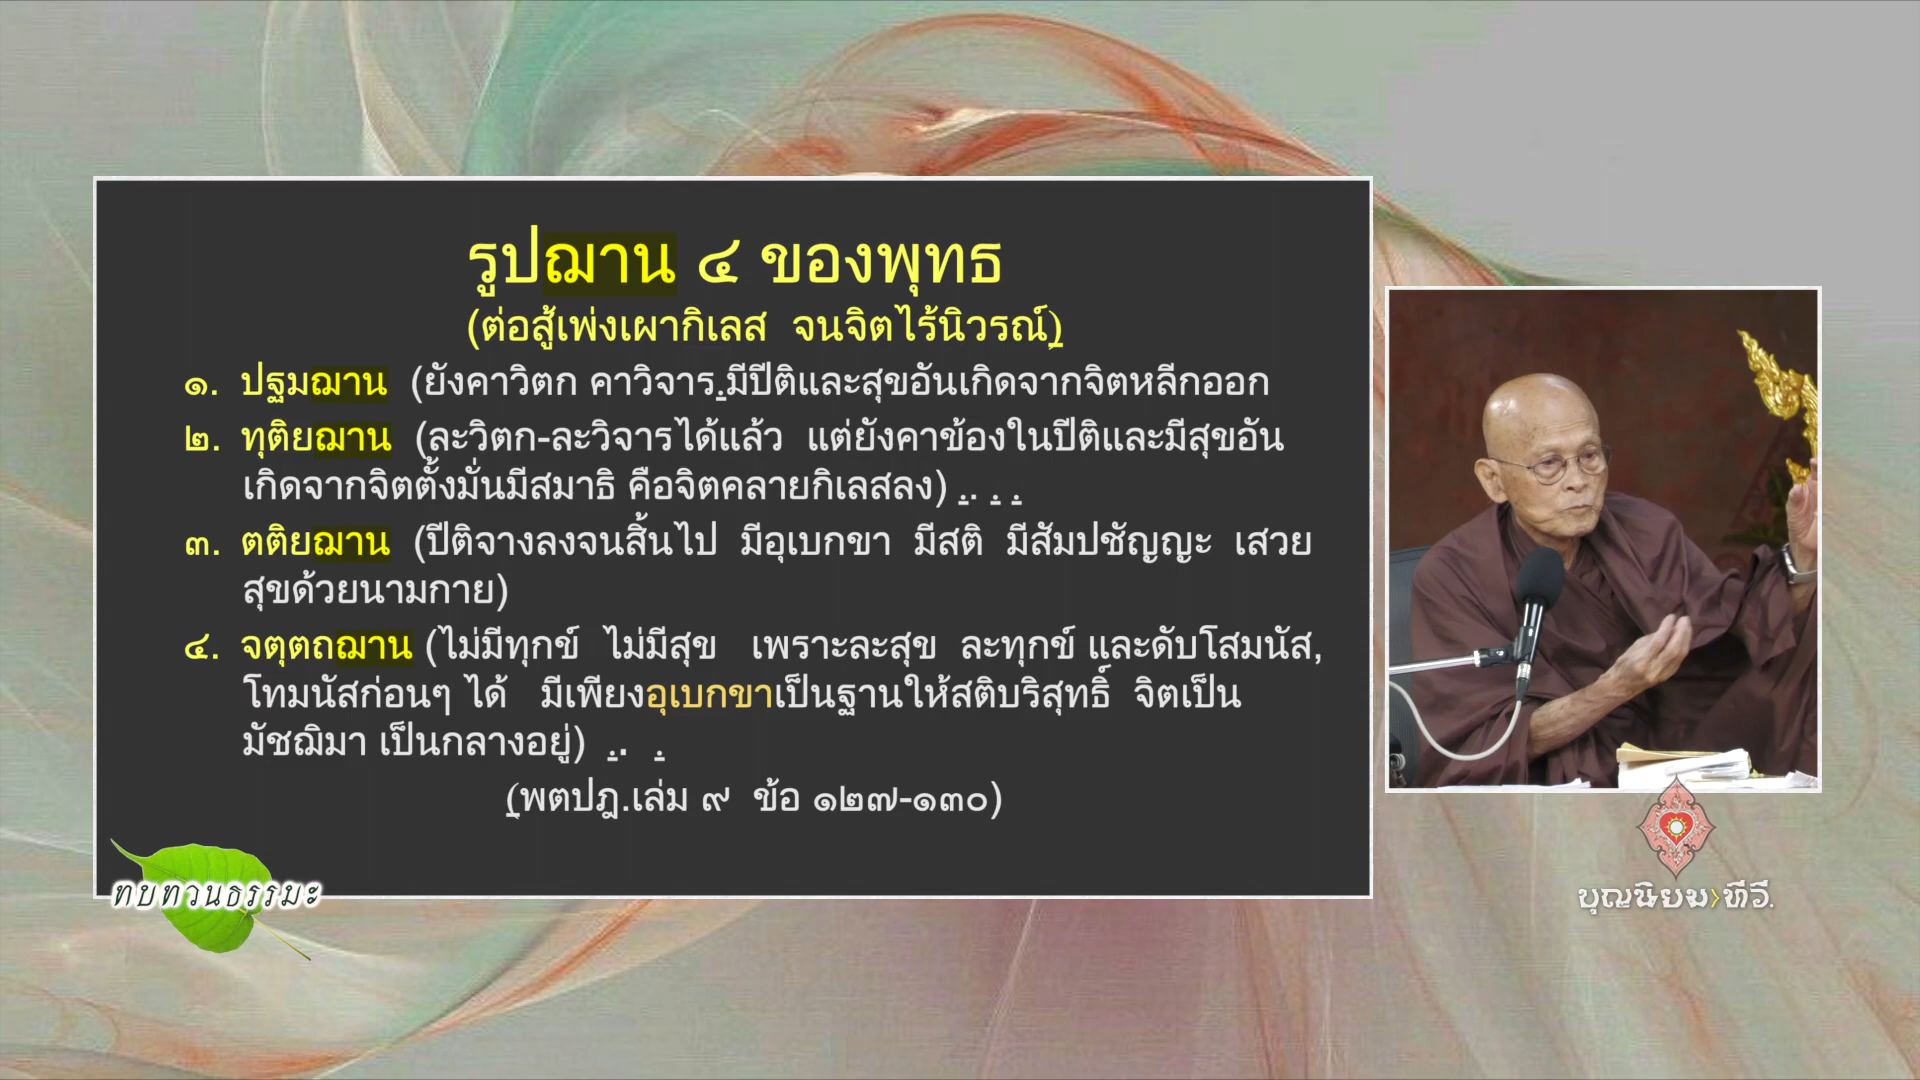 รูปฌาน ๔ ของพุทธ
(ต่อสู้เพ่งเผากิเลส จนจิตไร้นิวรณ์)
๑. ปฐมฌาน (ยังคาวิตก คาวิจาร.มีปีติและสุขอันเกิดจากจิตหลีกออก
๒. ทุติยฌาน (ละวิตก-ละวิจารได้แล้ว แต่ยังคาข้องในปีติและมีสุขอัน
เกิดจากจิตตั้งมั่นมีสมาธิ คือจิตคลายกิเลสลง) .. . .
๓. ตติยฌาน (ปีติจางลงจนสิ้นไป มีอุเบกขา มีสติ มีสัมปชัญญะ เสวย
สุขด้วยนามกาย)
๔. จตุตถฌาน (ไม่มีทุกข์ ไม่มีสุข เพราะละสุข ละทุกข์ และดับโสมนัส,
โทมนัสก่อนๆ ได้ มีเพียงอุเบกขาเป็นฐานให้สติบริสุทธิ์ จิตเป็น
มัชฌิมา เป็นกลางอยู่) .. .
(พตปฎ.เล่ม ๙ ข้อ ๑๒๗-๑๓๐)
ทบทวนธรรมะ
บุญนิยม>ทีวี.